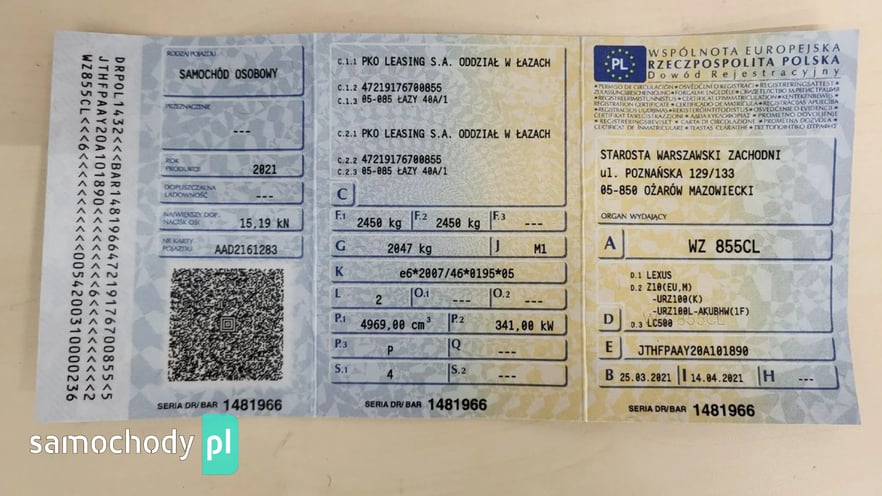 DRPOL1432<<<BAR148196647219176700855<5
JTHFPAAY20A101890<<<<<<<<
WZ855CL<<<6
RODZAJ POJAZDU
SAMOCHÓD OSOBOWY
PRZEZNACZENIE
---
ROK PRODUKCJI 2021
DOPUSZCZALNA ŁADOWNOŚĆ ---
NAJWIĘKSZY DOP. NACISK OSI 15,19 kN
NR KARTY POJAZDU AAD2161283
SERIA DR/BAR 1481966
C.1.1 PKO LEASING S.A. ODDZIAŁ W ŁAZACH
C.1.2 47219176700855
C.1.3 05-085 ŁAZY 40A/1
C.2.1 PKO LEASING S.A. ODDZIAŁ W ŁAZACH
C.2.2 47219176700855
C.2.3 05-085 ŁAZY 40A/1
C
F.1 2450 kg F.2 2450 kg F.3 ---
G 2047 kg J M1
K e6*2007/46*0195*05
L 2 O.1 --- O.2 ---
P.1 4969,00 cm³ P.2 341,00 kW
P.3 P Q ---
S.1 4 S.2 ---
SERIA DR/BAR 1481966
PL
WSPÓLNOTA EUROPEJSKA
RZECZPOSPOLITA POLSKA
Dowód Rejestracyjny
STAROSTA WARSZAWSKI ZACHODNI
ul. POZNAŃSKA 129/133
05-850 OŻARÓW MAZOWIECKI
ORGAN WYDAJĄCY
A WZ 855CL
D.1 LEXUS
D.2 Z10(EU,M)
-URZ100(K)
-URZ100L-AKUBHW(1F)
D D.3 LC500
E JTHFPAAY20A101890
B 25.03.2021 I 14.04.2021 H ---
SERIA DR/BAR 1481966
samochody pl